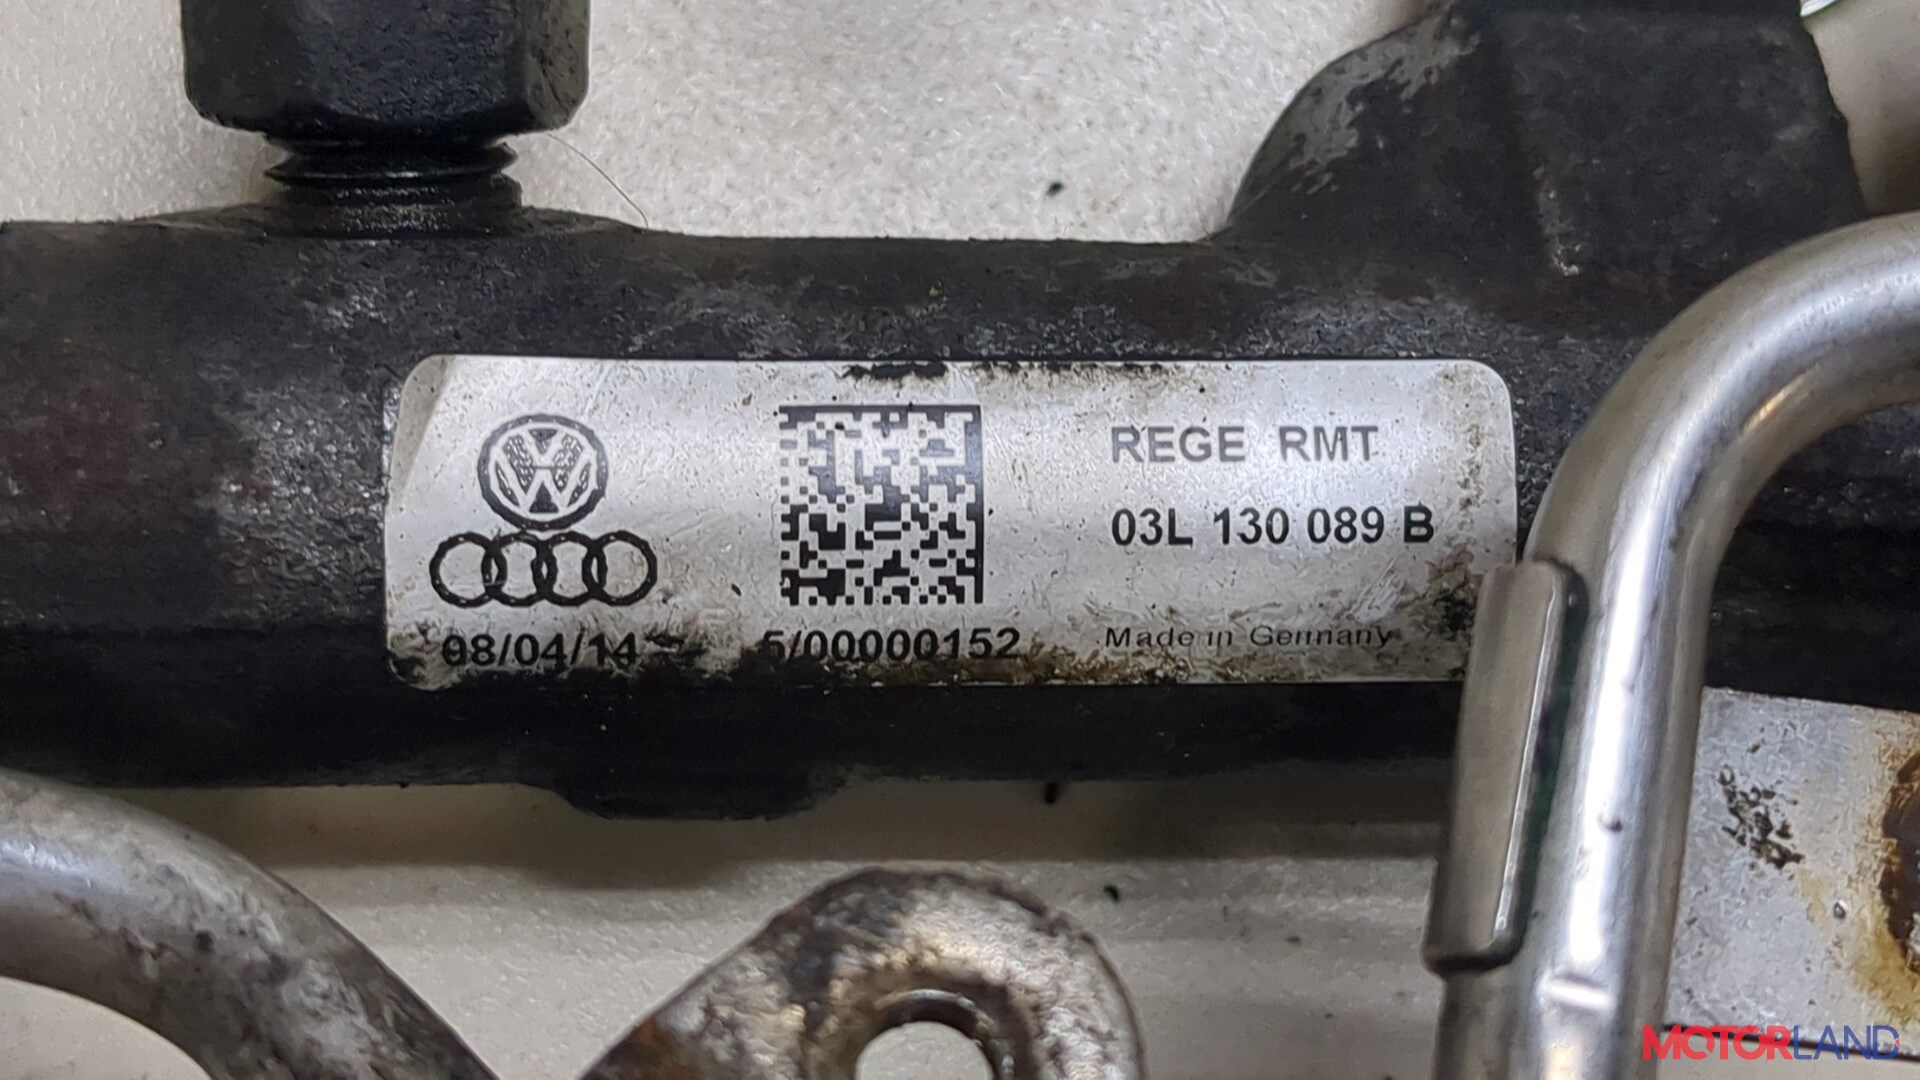 REGE RMT
03L 130 089 B
08/04/14 5/00000152 Made in Germany
MOTORLAND